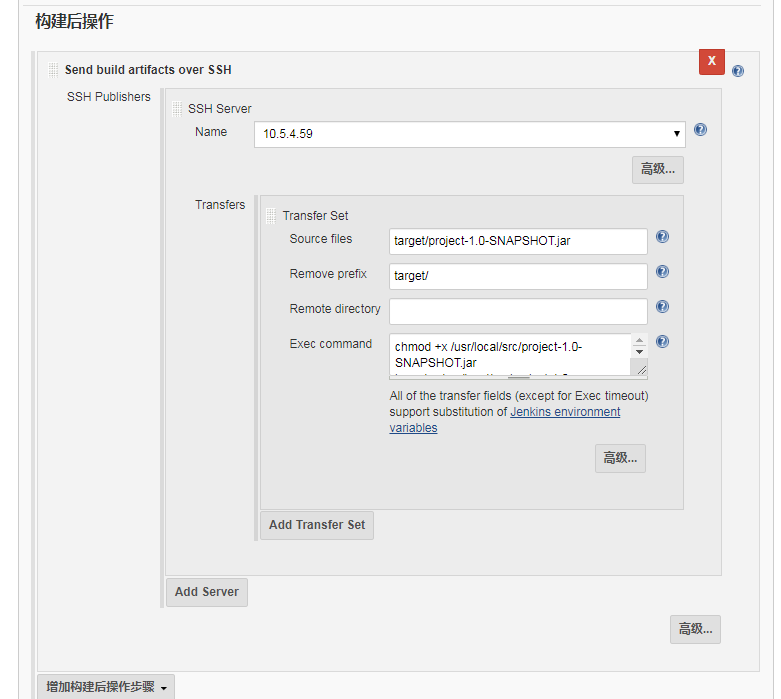 构建后操作
X
Send build artifacts over SSH
SSH Publishers
SSH Server
Name
10.5.4.59
高级...
Transfers
Transfer Set
Source files
target/project-1.0-SNAPSHOT.jar
Remove prefix
target/
Remote directory
Exec command
chmod +x /usr/local/src/project-1.0-
SNAPSHOT.jar
All of the transfer fields (except for Exec timeout)
support substitution of Jenkins environment
variables
高级...
Add Transfer Set
Add Server
高级...
增加构建后操作步骤